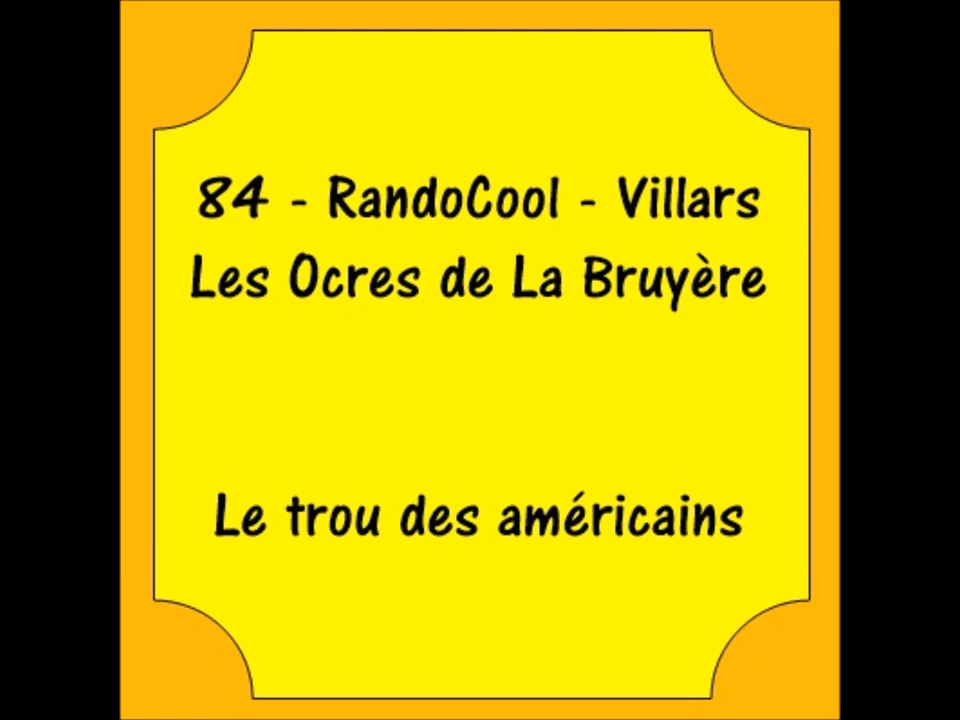 84 - RandoCool - Villars
Les Ocres de La Bruyère
Le trou des américains